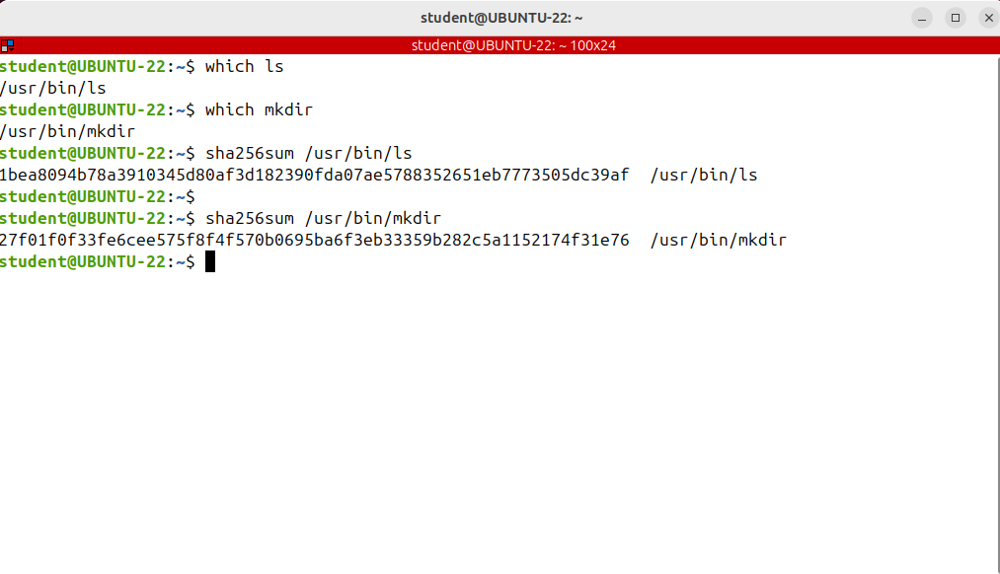 student@UBUNTU-22: ~
student@UBUNTU-22: ~ 100x24
student@UBUNTU-22:~$ which ls
/usr/bin/ls
student@UBUNTU-22:~$ which mkdir
/usr/bin/mkdir
student@UBUNTU-22:~$ sha256sum /usr/bin/ls
1bea8094b78a3910345d80af3d182390fda07ae5788352651eb7773505dc39af  /usr/bin/ls
student@UBUNTU-22:~$
student@UBUNTU-22:~$ sha256sum /usr/bin/mkdir
27f01f0f33fe6cee575f8f4f570b0695ba6f3eb33359b282c5a1152174f31e76  /usr/bin/mkdir
student@UBUNTU-22:~$